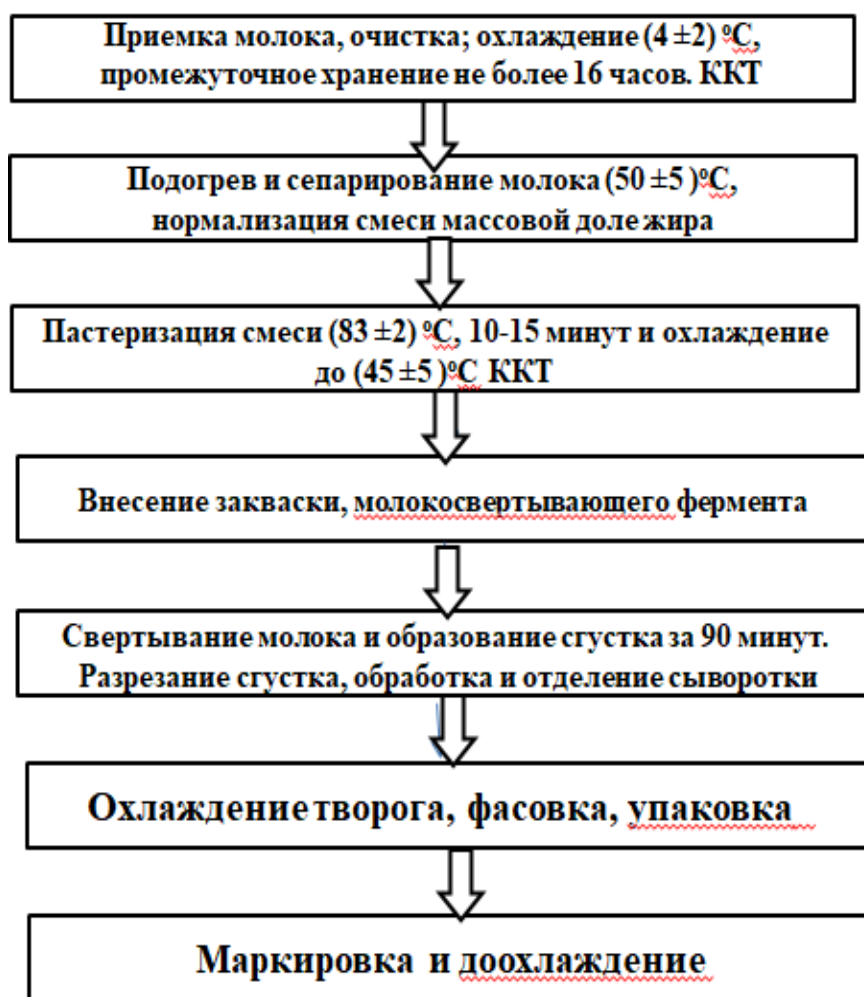 Приемка молока, очистка; охлаждение (4 ±2) ⁰С,
промежуточное хранение не более 16 часов. ККТ
Подогрев и сепарирование молока (50 ±5 )⁰С,
нормализация смеси массовой доле жира
Пастеризация смеси (83 ±2) ⁰С, 10-15 минут и охлаждение
до (45 ±5 )⁰С ККТ
Внесение закваски, молокосвертывающего фермента
Свертывание молока и образование сгустка за 90 минут.
Разрезание сгустка, обработка и отделение сыворотки
Охлаждение творога, фасовка, упаковка
Маркировка и доохлаждение